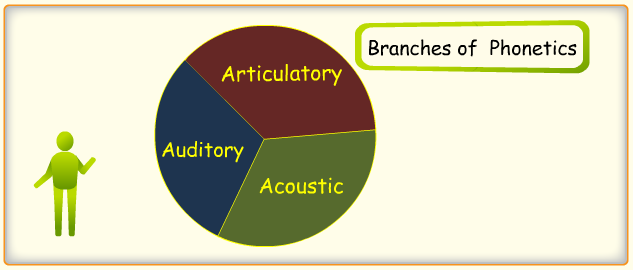 Branches of Phonetics
Articulatory
Auditory
Acoustic